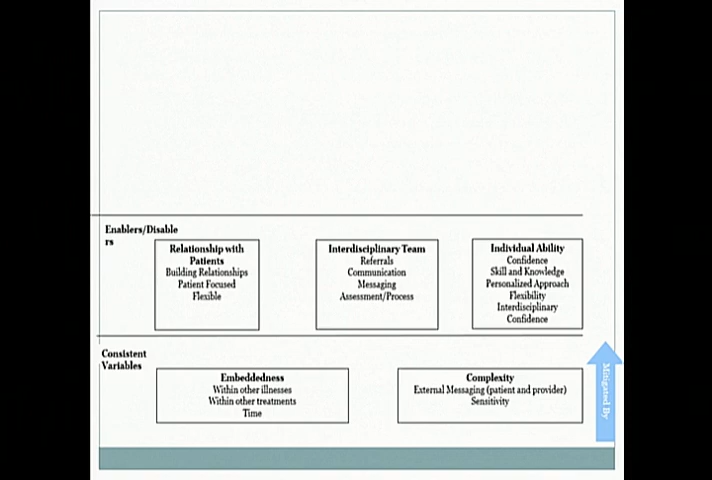 Enablers/Disable
rs
Relationship with
Patients
Building Relationships
Patient Focused
Flexible
Interdisciplinary Team
Referrals
Communication
Messaging
Assessment/Process
Individual Ability
Confidence
Skill and Knowledge
Personalized Approach
Flexibility
Interdisciplinary
Confidence
Consistent
Variables
Embeddedness
Within other illnesses
Within other treatments
Time
Complexity
External Messaging (patient and provider)
Sensitivity
Mitigated By